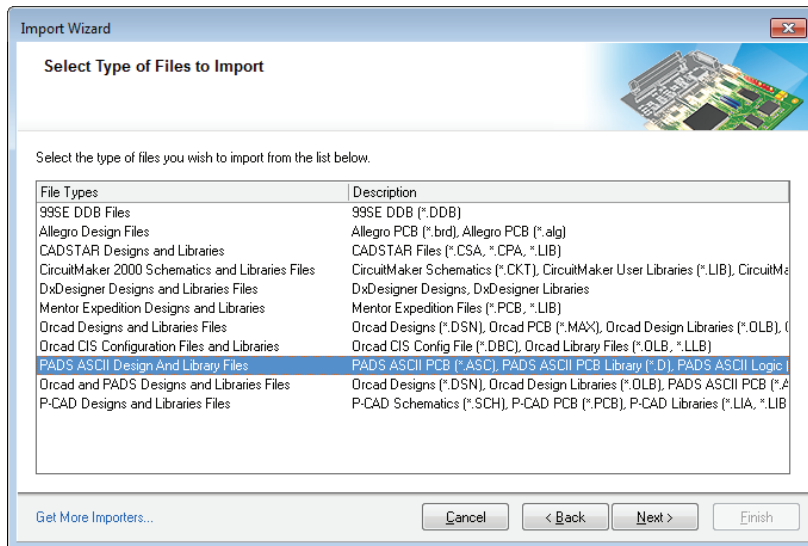 Import Wizard
Select Type of Files to Import
Select the type of files you wish to import from the list below.
File Types Description
99SE DDB Files 99SE DDB (*.DDB)
Allegro Design Files Allegro PCB (*.brd), Allegro PCB (*.alg)
CADSTAR Designs and Libraries CADSTAR Files (*.CSA, *.CPA, *.LIB)
CircuitMaker 2000 Schematics and Libraries Files CircuitMaker Schematics (*.CKT), CircuitMaker User Libraries (*.LIB), CircuitMa
DxDesigner Designs and Libraries Files DxDesigner Designs, DxDesigner Libraries
Mentor Expedition Designs and Libraries Mentor Expedition Files (*.PCB, *.LIB)
Orcad Designs and Libraries Files Orcad Designs (*.DSN), Orcad PCB (*.MAX), Orcad Design Libraries (*.OLB), (
Orcad CIS Configuration Files and Libraries Orcad CIS Config File (*.DBC), Orcad Library Files (*.OLB, *.LLB)
PADS ASCII Design And Library Files PADS ASCII PCB (*.ASC), PADS ASCII PCB Library (*.D), PADS ASCII Logic (
Orcad and PADS Designs and Libraries Files Orcad Designs (*.DSN), Orcad Design Libraries (*.OLB), PADS ASCII PCB (*.A
P-CAD Designs and Libraries Files P-CAD Schematics (*.SCH), P-CAD PCB (*.PCB), P-CAD Libraries (*.LIA, *.LIB
Get More Importers... Cancel < Back Next > Finish